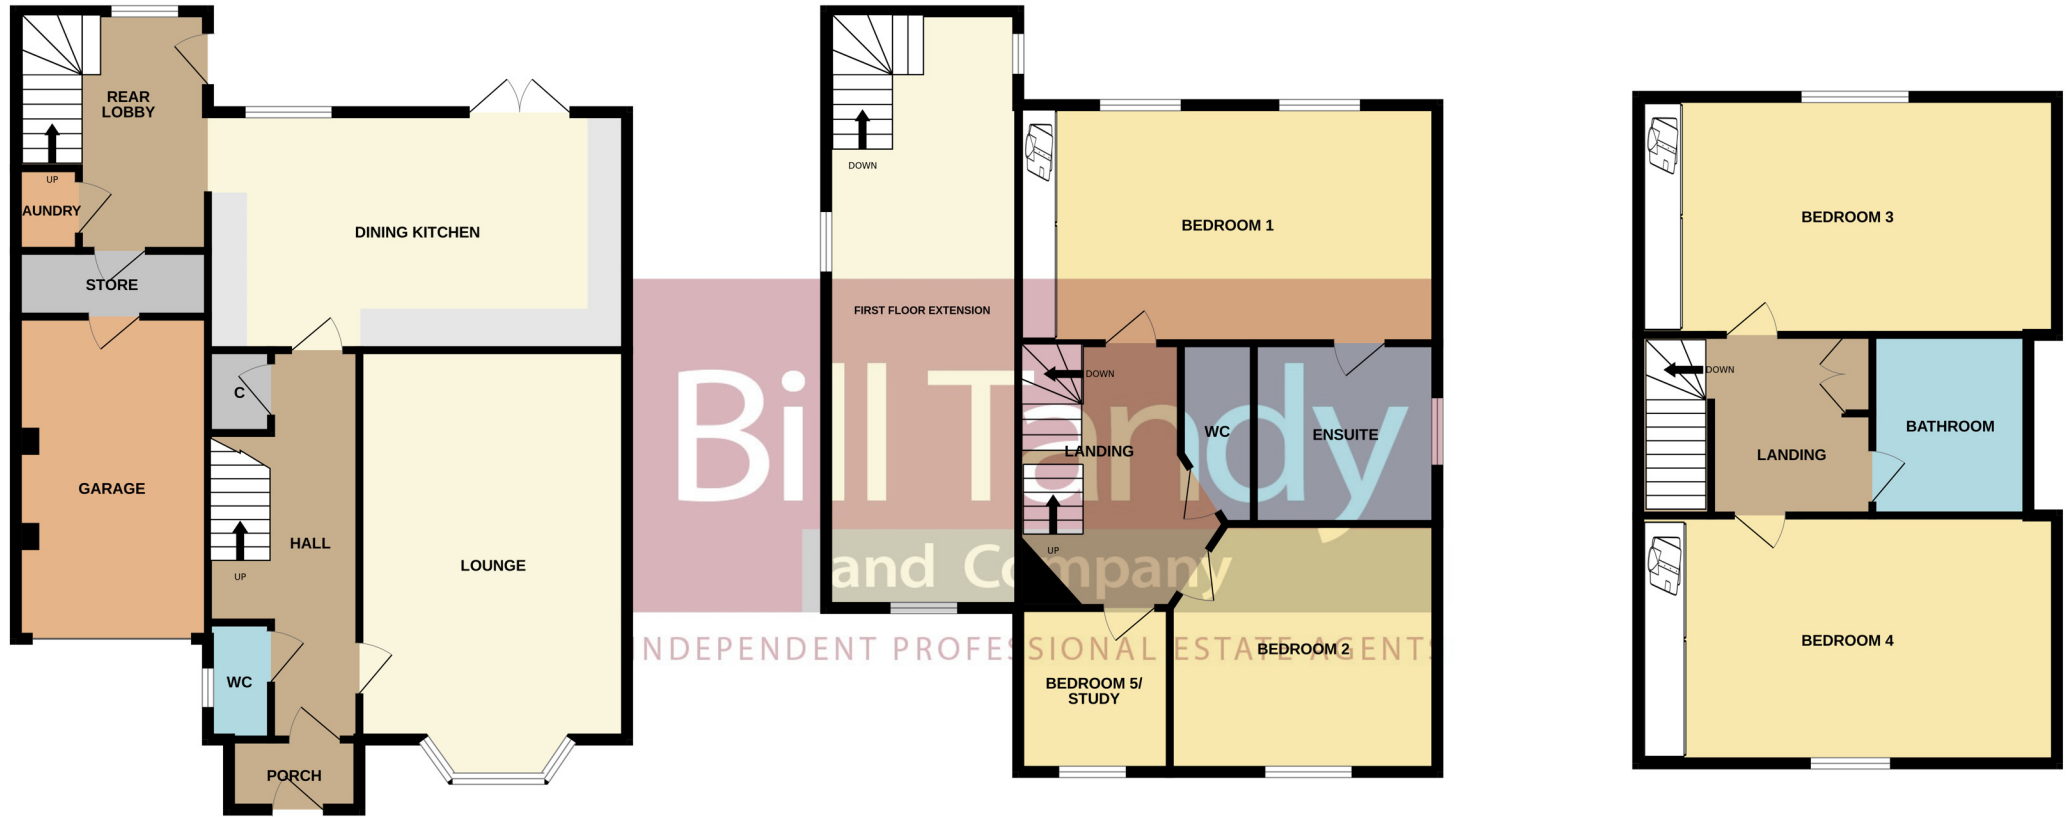 REAR
LOBBY
UP
AUNDRY
STORE
DINING KITCHEN
C
GARAGE
HALL
UP
LOUNGE
WC
PORCH
DOWN
FIRST FLOOR EXTENSION
BEDROOM 1
DOWN
WC
ENSUITE
LANDING
UP
BEDROOM 2
BEDROOM 5/
STUDY
BEDROOM 3
DOWN
BATHROOM
LANDING
BEDROOM 4
Bill Tandy
and Company
INDEPENDENT PROFESSIONAL ESTATE AGENTS